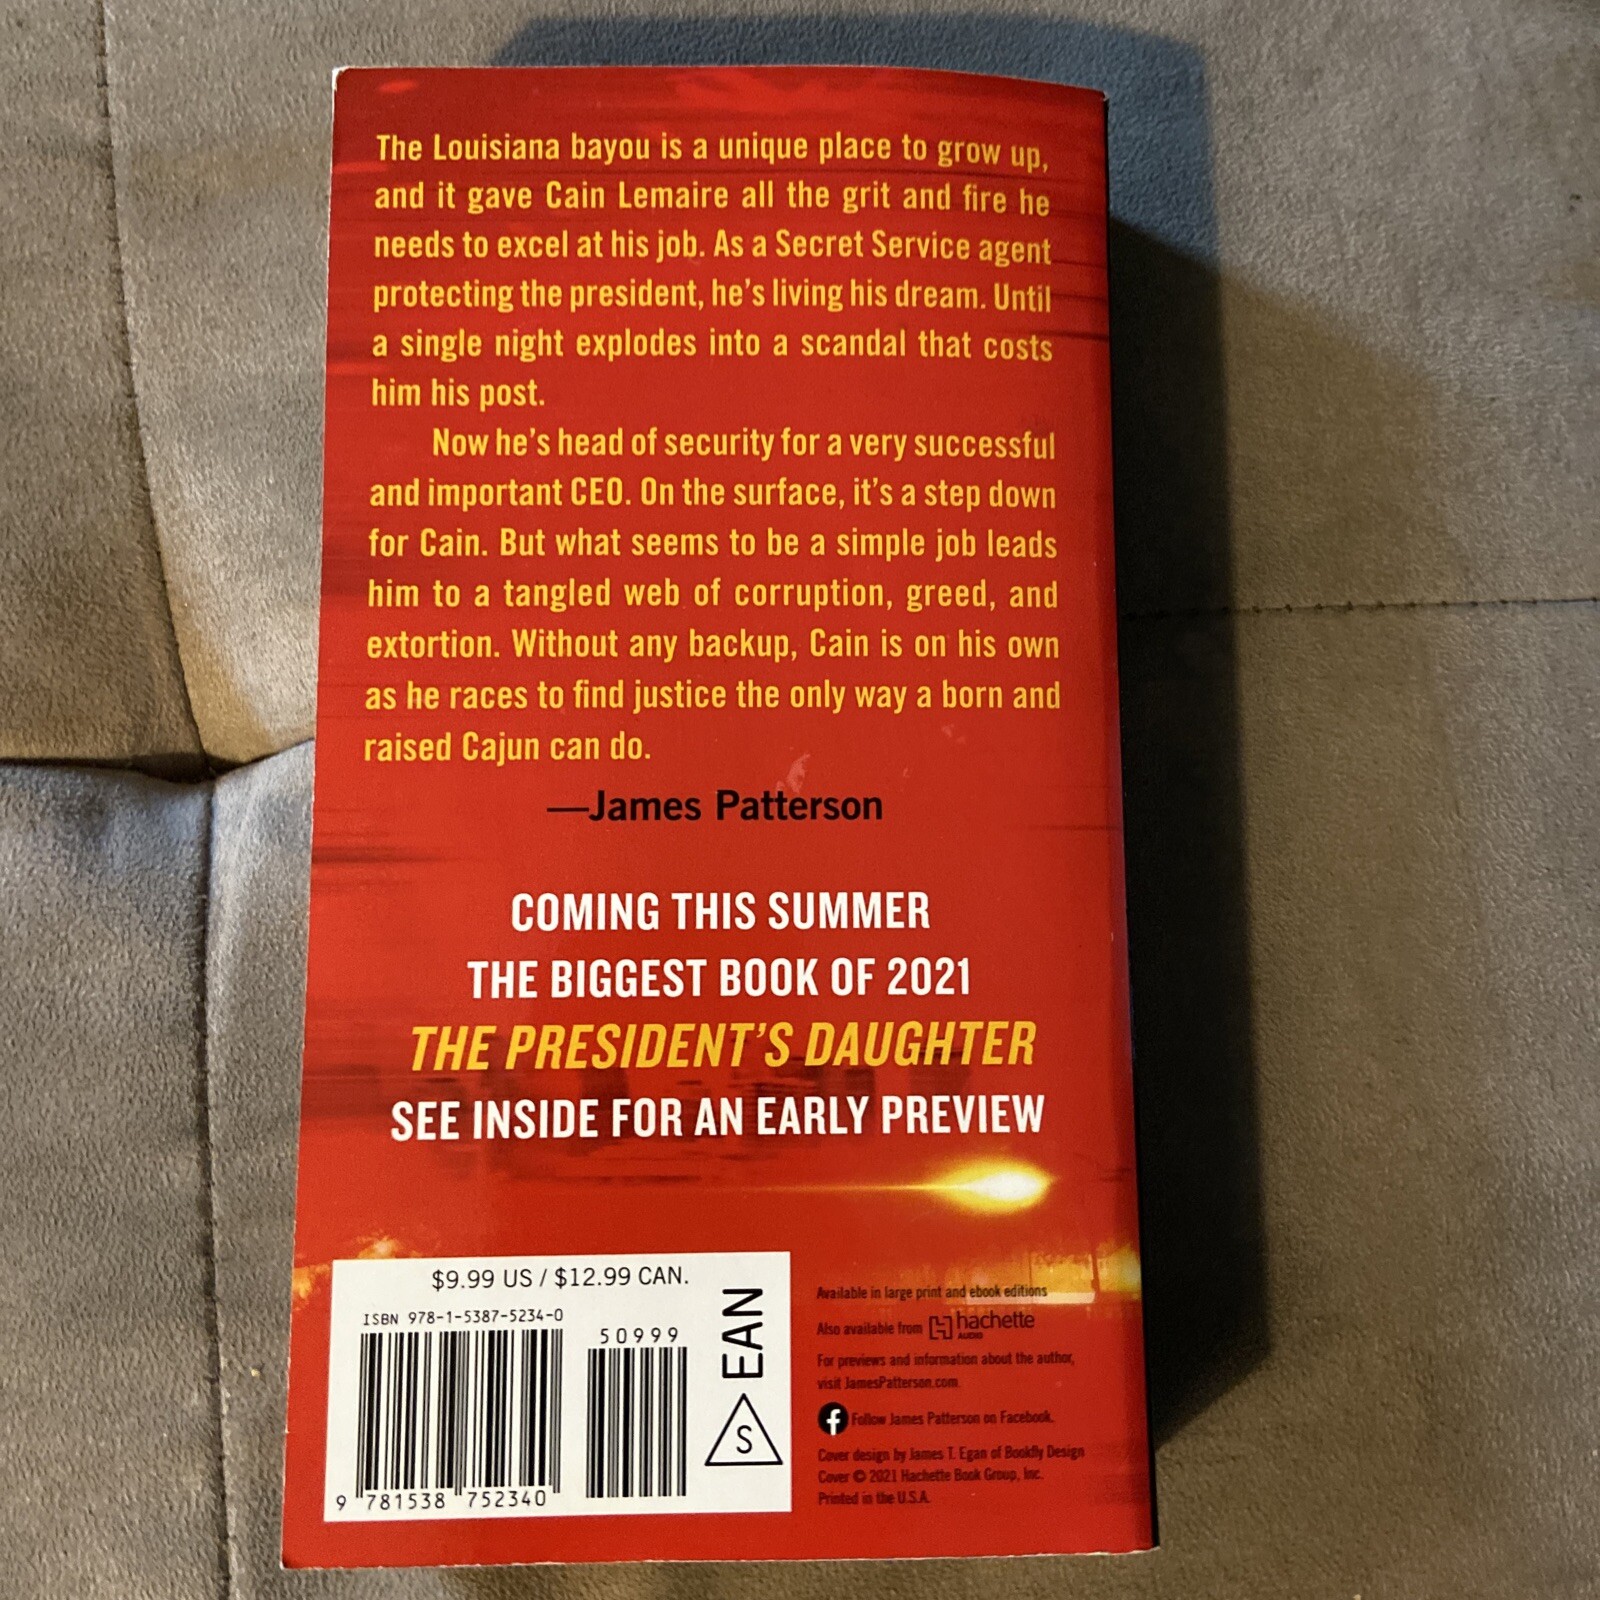 The Louisiana bayou is a unique place to grow up,
and it gave Cain Lemaire all the grit and fire he
needs to excel at his job. As a Secret Service agent
protecting the president, he's living his dream. Until
a single night explodes into a scandal that costs
him his post.
Now he's head of security for a very successful
and important CEO. On the surface, it's a step down
for Cain. But what seems to be a simple job leads
him to a tangled web of corruption, greed, and
extortion. Without any backup, Cain is on his own
as he races to find justice the only way a born and
raised Cajun can do.
—James Patterson
COMING THIS SUMMER
THE BIGGEST BOOK OF 2021
THE PRESIDENT'S DAUGHTER
SEE INSIDE FOR AN EARLY PREVIEW
$9.99 US / $12.99 CAN.
ISBN 978-1-5387-5234-0
50999
9 781538 752340
EAN
S
Available in large print and ebook editions
Also available from hachette
AUDIO
For previews and information about the author,
visit JamesPatterson.com.
Follow James Patterson on Facebook.
Cover design by James T. Egan of Bookfly Design
Cover © 2021 Hachette Book Group, Inc.
Printed in the U.S.A.